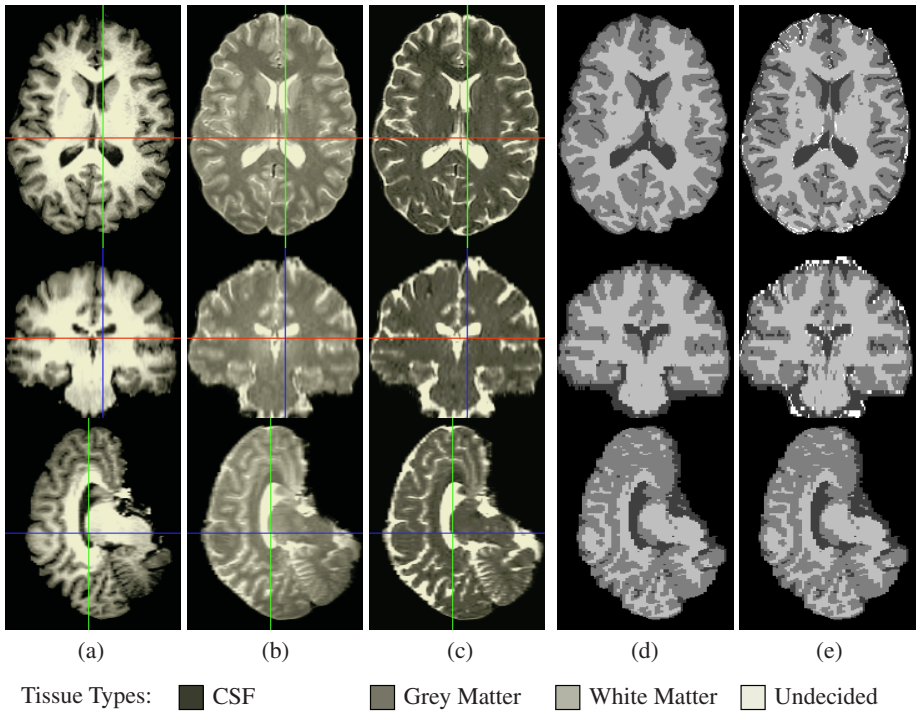 (a) (b) (c) (d) (e)
Tissue Types: CSF Grey Matter White Matter Undecided